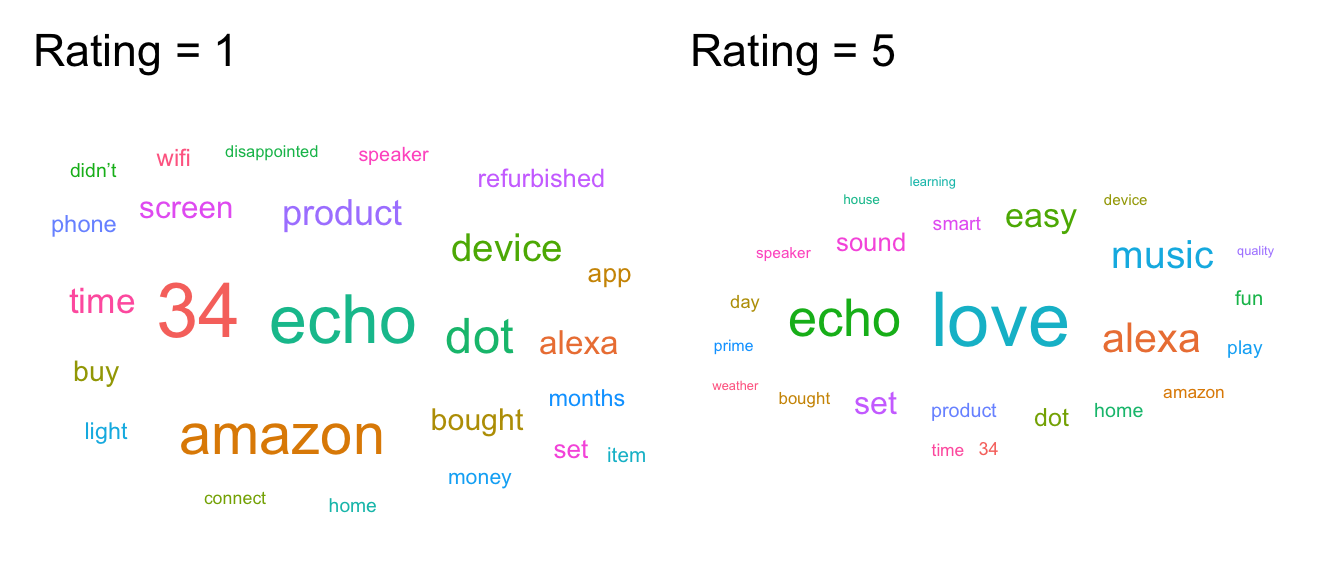 Rating = 1
didn't wifi disappointed speaker
refurbished
phone screen product
device
app
time 34 echo dot alexa
buy
months
light amazon bought
set item
money
connect home
Rating = 5
learning
house device
smart easy
speaker sound music quality
day fun
echo love alexa
prime play
weather bought set product dot home amazon
time 34